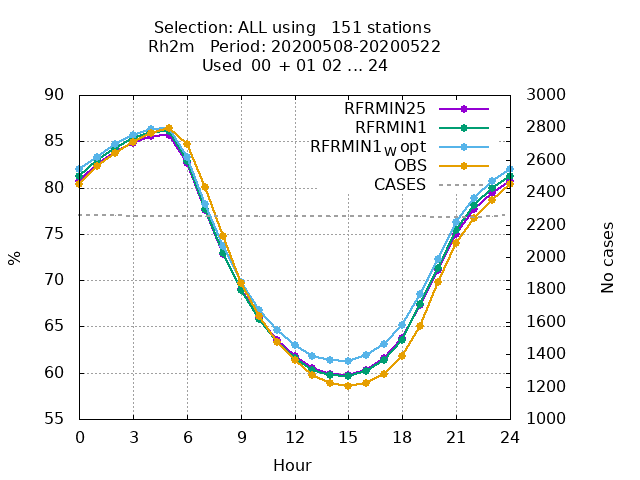 Selection: ALL using   151 stations
Rh2m   Period: 20200508-20200522
Used  00 + 01 02 ... 24
90
85
80
75
70
65
60
55
%
3000
2800
2600
2400
2200
2000
1800
1600
1400
1200
1000
No cases
RFRMIN25
RFRMIN1
RFRMIN1w opt
OBS
CASES
0 3 6 9 12 15 18 21 24
Hour